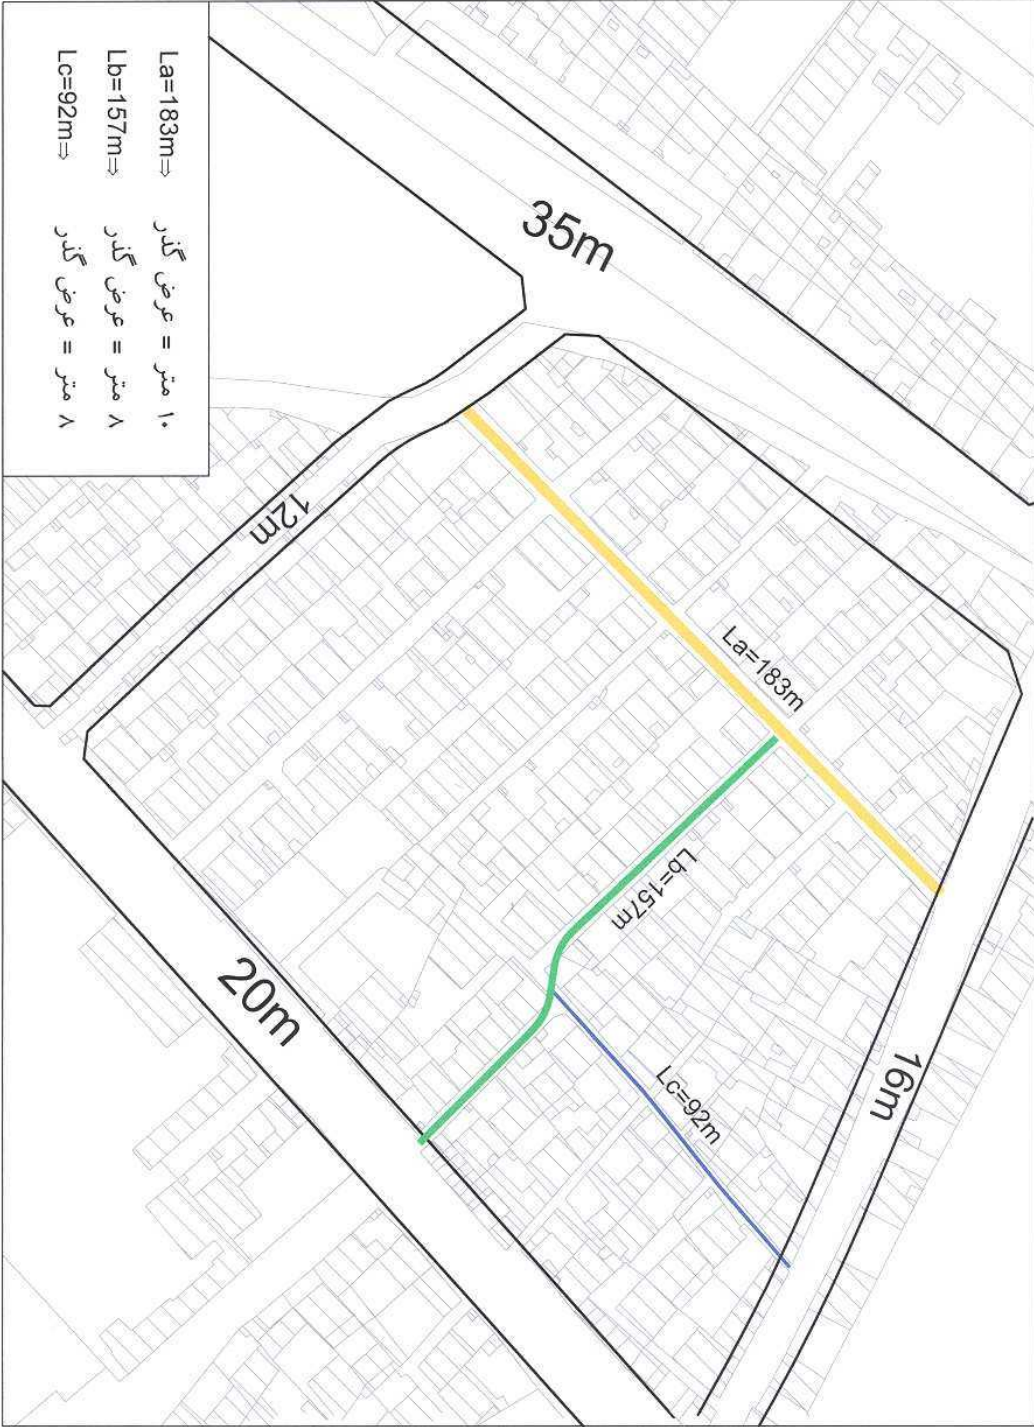 La=183m⇒ عرض گذر = ۱۰ متر
Lb=157m⇒ عرض گذر = ۸ متر
Lc=92m⇒ عرض گذر = ۸ متر
35m
12m
La=183m
Lb=157m
20m
Lc=92m
16m